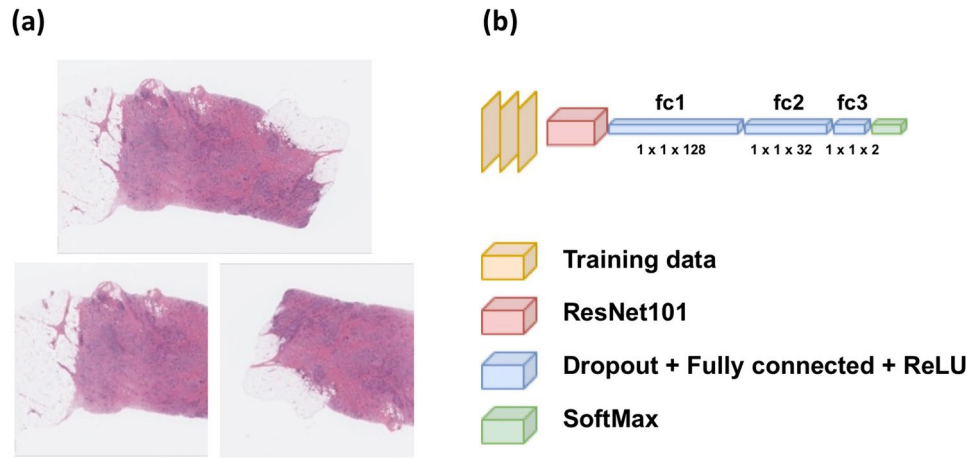 (a)
(b)
fc1 fc2 fc3
1 x 1 x 128 1 x 1 x 32 1 x 1 x 2
Training data
ResNet101
Dropout + Fully connected + ReLU
SoftMax